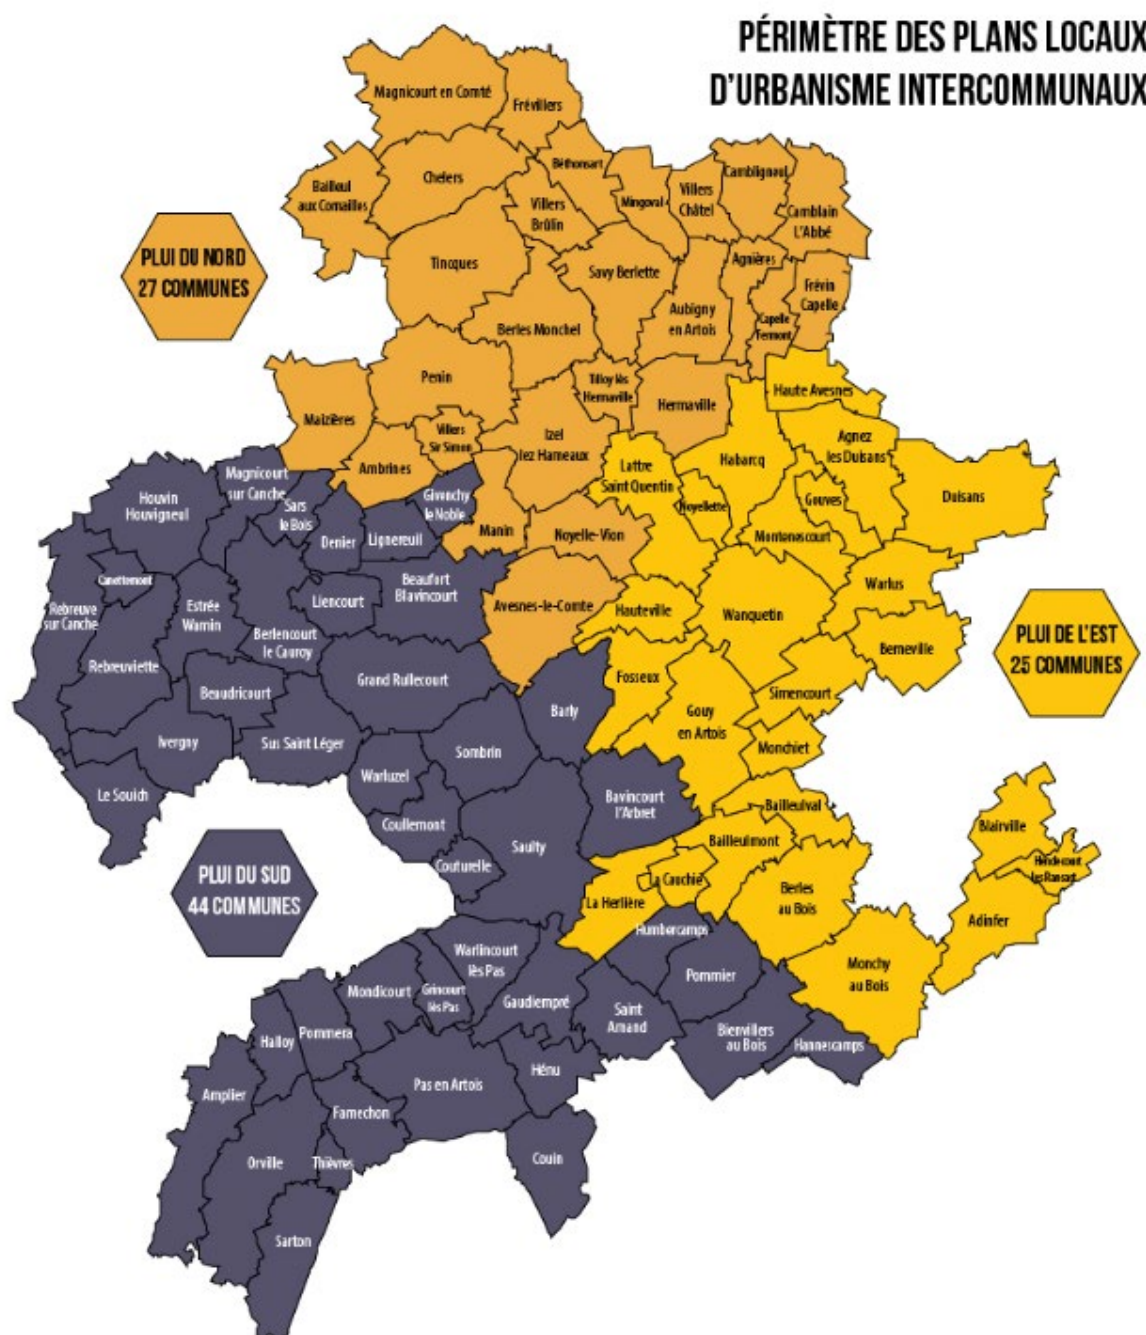 PÉRIMÈTRE DES PLANS LOCAUX
D'URBANISME INTERCOMMUNAUX
Magnicourt en Comté
Frévillers
Bailleul
aux Cornailles
Chelers
Béthonsart
Villers
Brûlin
Mingoval
Villers
Châtel
Cambligneul
Camblain
L'Abbé
PLUI DU NORD
27 COMMUNES
Tincques
Savy Berlette
Agnières
Aubigny
en Artois
Frévin
Capelle
Capelle
Fermont
Berles Monchel
Penin
Tilloy lès
Hermaville
Hermaville
Haute Avesnes
Maizières
Villers
Sir Simon
Izel
lez Hameaux
Ambrines
Lattre
Saint Quentin
Habarcq
Agnez
les Duisans
Duisans
Noyellette
Gouves
Montenescourt
Magnicourt
sur Canche
Houvin
Houvigneul
Sars
le Bois
Givenchy
le Noble
Denier
Lignereuil
Manin
Noyelle-Vion
Canettemont
Rebreuve
sur Canche
Estrée
Wamin
Liencourt
Beaufort
Blavincourt
Avesnes-le-Comte
Hauteville
Wanquetin
Warlus
Berneville
PLUI DE L'EST
25 COMMUNES
Rebreuviette
Berlencourt
le Cauroy
Beaudricourt
Grand Rullecourt
Fosseux
Simencourt
Barly
Gouy
en Artois
Monchiet
Ivergny
Sus Saint Léger
Sombrin
Le Souich
Warluzel
Bavincourt
l'Arbret
Bailleulval
Coullemont
Saulty
Bailleulmont
Blairville
Couturelle
La Cauchie
Hendecourt
les Ransart
PLUI DU SUD
44 COMMUNES
La Herlière
Berles
au Bois
Adinfer
Humbercamps
Warlincourt
lès Pas
Pommier
Monchy
au Bois
Mondicourt
Grincourt
lès Pas
Gaudiempré
Saint
Amand
Bienvillers
au Bois
Hannescamps
Halloy
Pommera
Pas en Artois
Hénu
Amplier
Famechon
Orville
Thièvres
Couin
Sarton